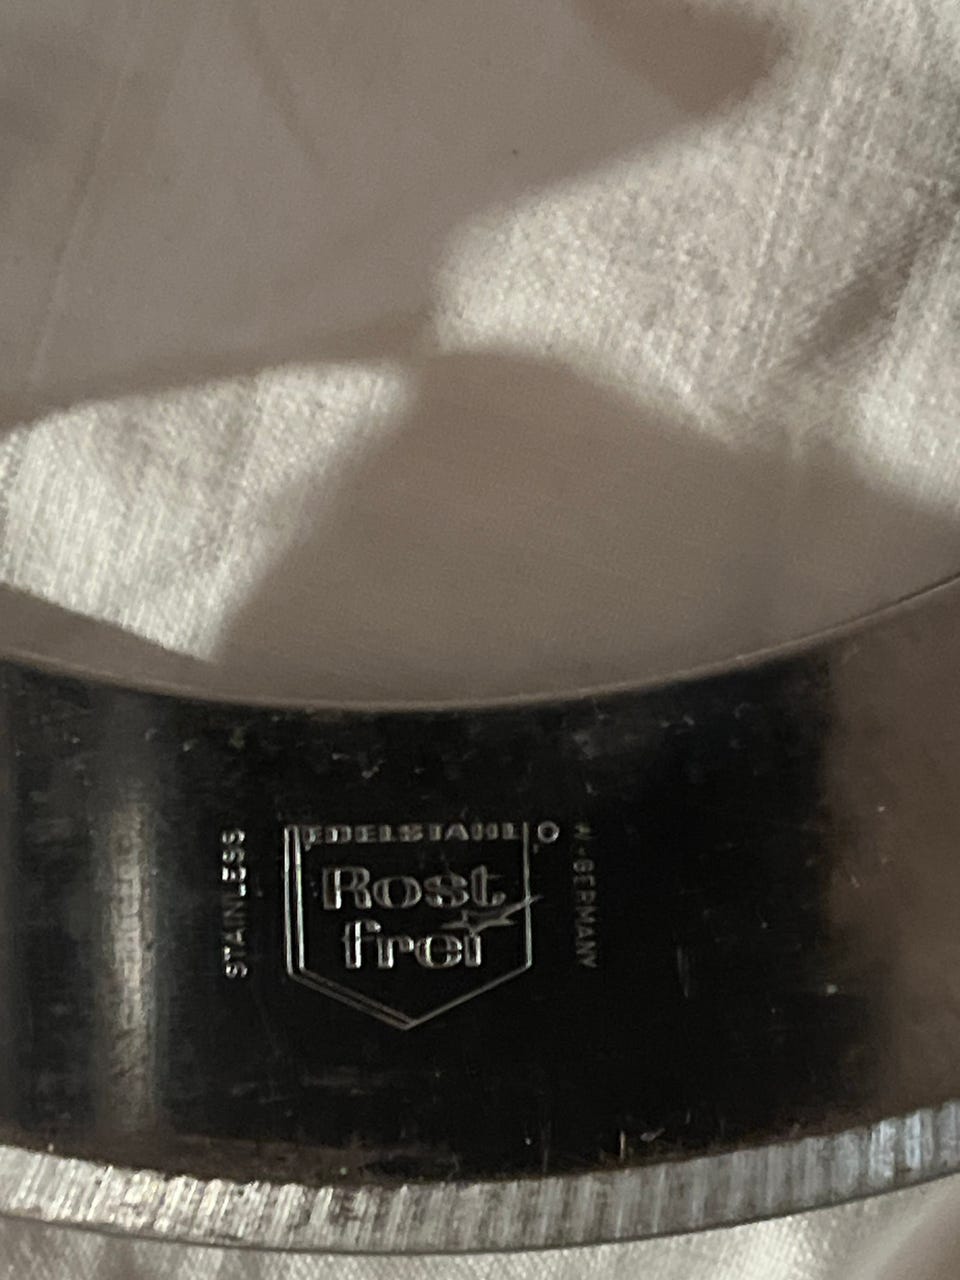 STAINLESS
EDELSTAHL
Rost
frei
W.-GERMANY